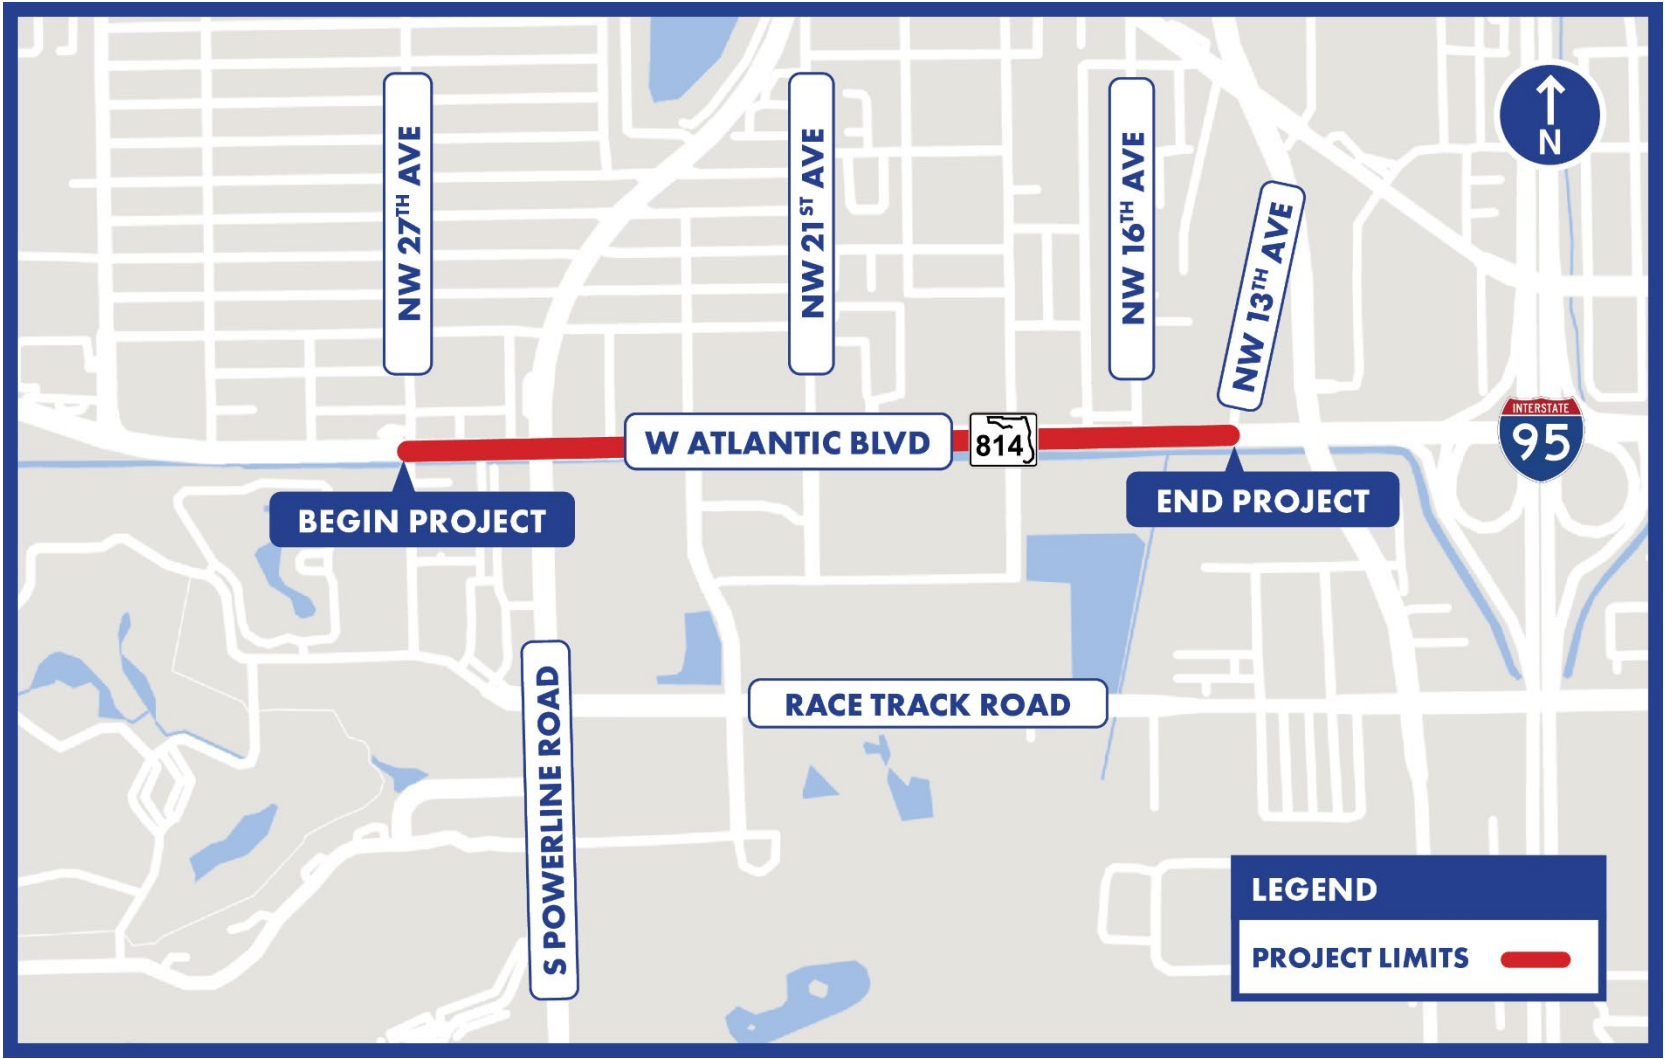 NW 27TH AVE
NW 21ST AVE
NW 16TH AVE
NW 13TH AVE
N
W ATLANTIC BLVD
814
INTERSTATE
95
BEGIN PROJECT
END PROJECT
S POWERLINE ROAD
RACE TRACK ROAD
LEGEND
PROJECT LIMITS